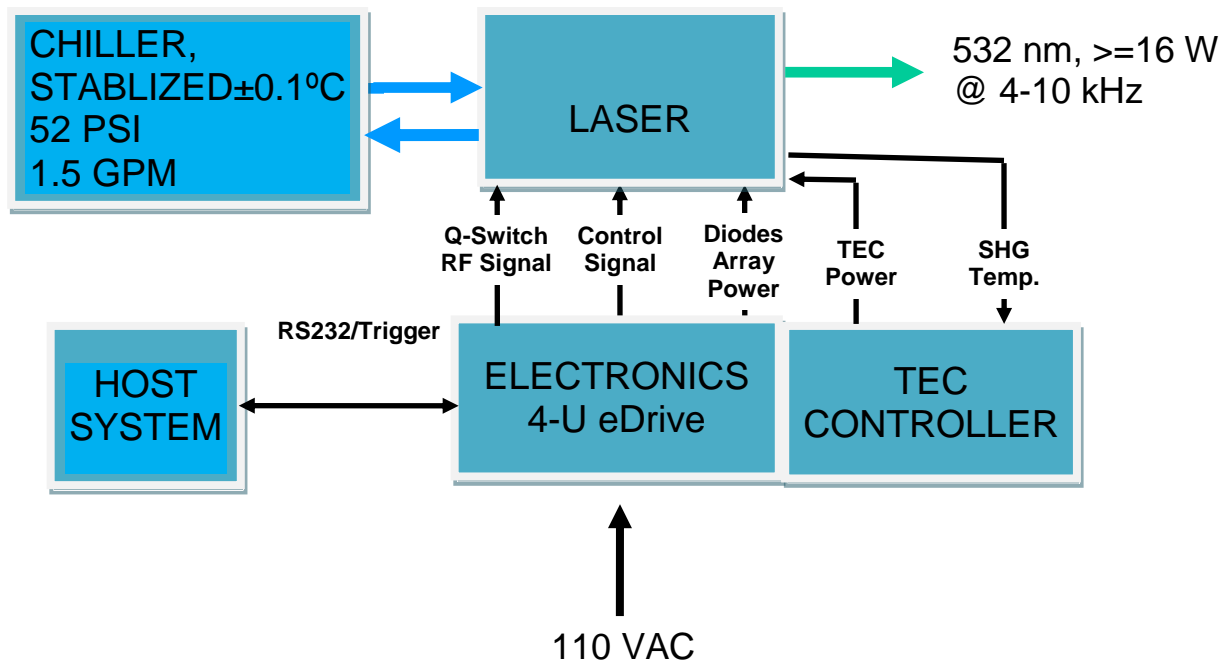 CHILLER,
STABLIZED±0.1ºC
52 PSI
1.5 GPM
LASER
532 nm, >=16 W
@ 4-10 kHz
Q-Switch
RF Signal
Control
Signal
Diodes
Array
Power
TEC
Power
SHG
Temp.
RS232/Trigger
HOST
SYSTEM
ELECTRONICS
4-U eDrive
TEC
CONTROLLER
110 VAC